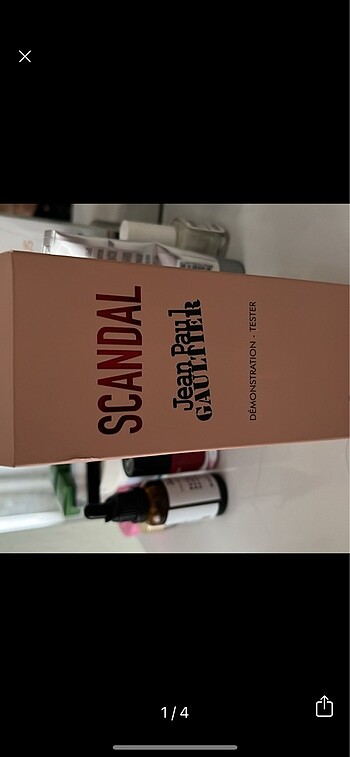 SCANDAL
Jean Paul
GAULTIER
DÉMONSTRATION - TESTER
1/4